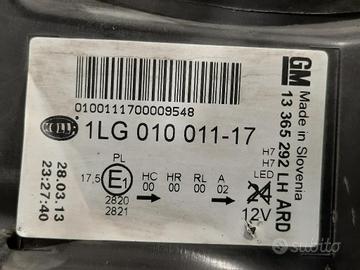 0100111700009548
HELLA
1LG 010 011-17
PL
17,5
E1
2820
2821
HC
00
HR
00
RL
00
A
02
H7
H7
LED
24
12V
28.03.13
23:27:40
GM
Made in Slovenia
13 365 292 LH ARD
subito